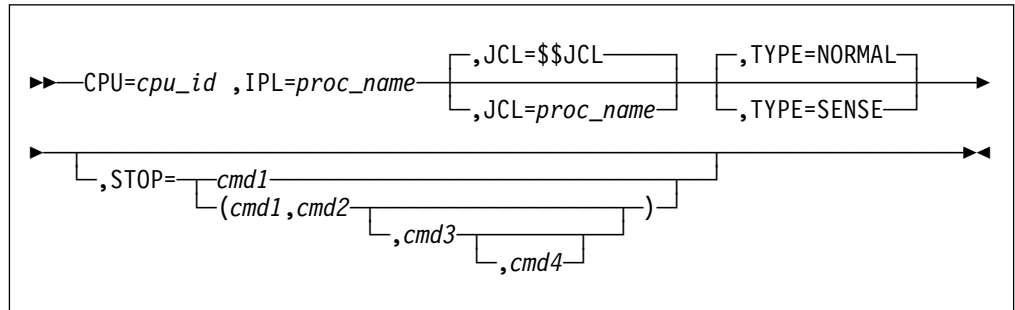 ,JCL=$$JCL ,TYPE=NORMAL
CPU=cpu_id ,IPL=proc_name
,JCL=proc_name ,TYPE=SENSE
,STOP= cmd1
(cmd1,cmd2 )
,cmd3
,cmd4